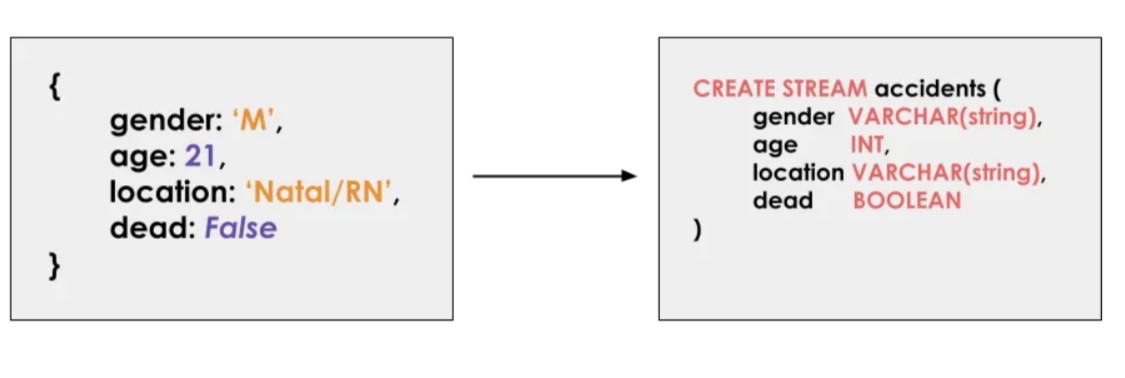 {
gender: ‘M’,
age: 21,
location: ‘Natal/RN’,
dead: False
}
CREATE STREAM accidents (
gender VARCHAR(string),
age INT,
location VARCHAR(string),
dead BOOLEAN
)